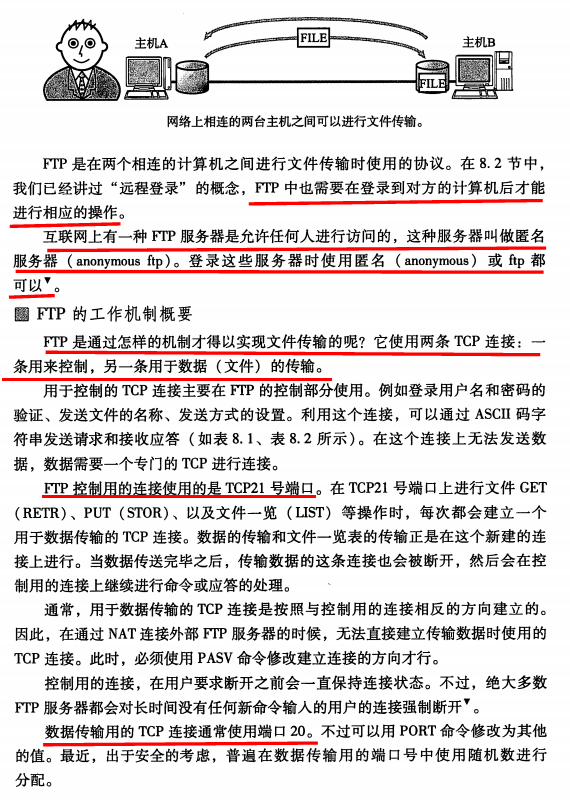 主机A
FILE
主机B
FILE
网络上相连的两台主机之间可以进行文件传输。
FTP 是在两个相连的计算机之间进行文件传输时使用的协议。在 8.2 节中，
我们已经讲过“远程登录”的概念，FTP 中也需要在登录到对方的计算机后才能
进行相应的操作。
互联网上有一种 FTP 服务器是允许任何人进行访问的，这种服务器叫做匿名
服务器（anonymous ftp）。登录这些服务器时使用匿名（anonymous）或 ftp 都
可以▼。
FTP 的工作机制概要
FTP 是通过怎样的机制才得以实现文件传输的呢？它使用两条 TCP 连接：一
条用来控制，另一条用于数据（文件）的传输。
用于控制的 TCP 连接主要在 FTP 的控制部分使用。例如登录用户名和密码的
验证、发送文件的名称、发送方式的设置。利用这个连接，可以通过 ASCII 码字
符串发送请求和接收应答（如表 8.1、表 8.2 所示）。在这个连接上无法发送数
据，数据需要一个专门的 TCP 进行连接。
FTP 控制用的连接使用的是 TCP21 号端口。在 TCP21 号端口上进行文件 GET
（RETR）、PUT（STOR）、以及文件一览（LIST）等操作时，每次都会建立一个
用于数据传输的 TCP 连接。数据的传输和文件一览表的传输正是在这个新建的连
接上进行。当数据传送完毕之后，传输数据的这条连接也会被断开，然后会在控
制用的连接上继续进行命令或应答的处理。
通常，用于数据传输的 TCP 连接是按照与控制用的连接相反的方向建立的。
因此，在通过 NAT 连接外部 FTP 服务器的时候，无法直接建立传输数据时使用的
TCP 连接。此时，必须使用 PASV 命令修改建立连接的方向才行。
控制用的连接，在用户要求断开之前会一直保持连接状态。不过，绝大多数
FTP 服务器都会对长时间没有任何新命令输入的用户的连接强制断开▼。
数据传输用的 TCP 连接通常使用端口 20。不过可以用 PORT 命令修改为其他
的值。最近，出于安全的考虑，普遍在数据传输用的端口号中使用随机数进行
分配。